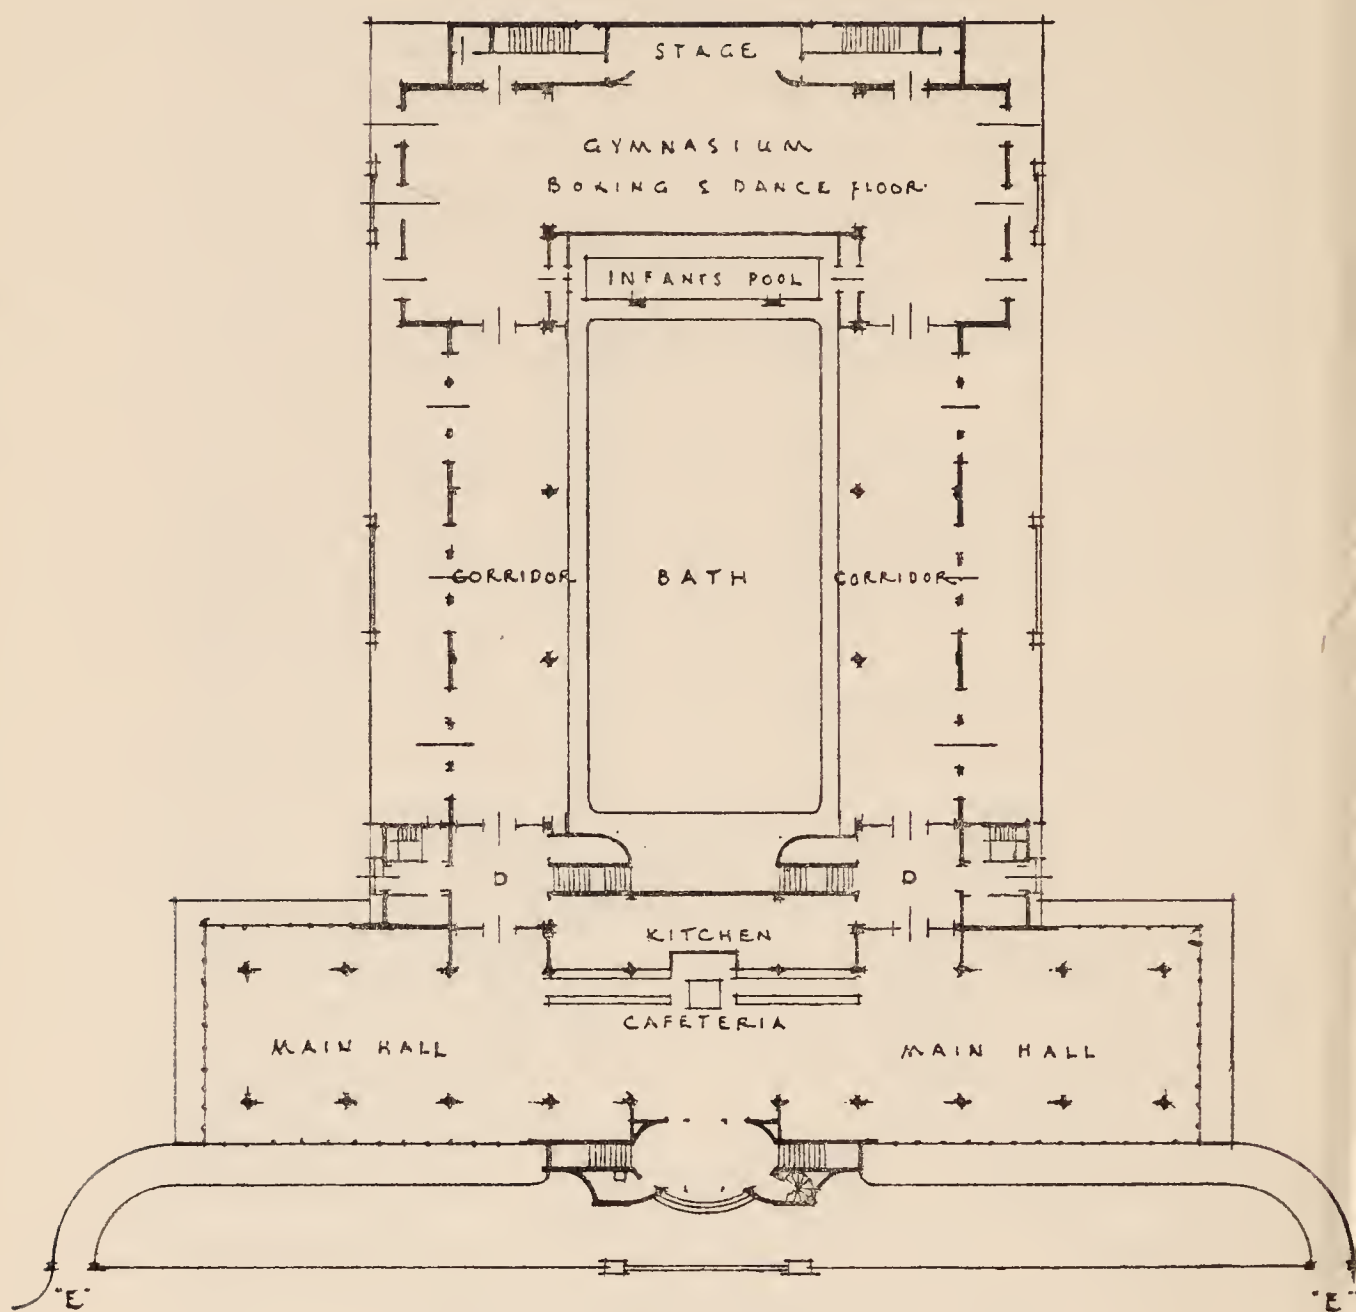 STAGE
GYMNASIUM
BOXING & DANCE FLOOR.
INFANTS POOL
CORRIDOR
BATH
CORRIDOR
D
D
KITCHEN
CAFETERIA
MAIN HALL
MAIN HALL
"E"
"E"